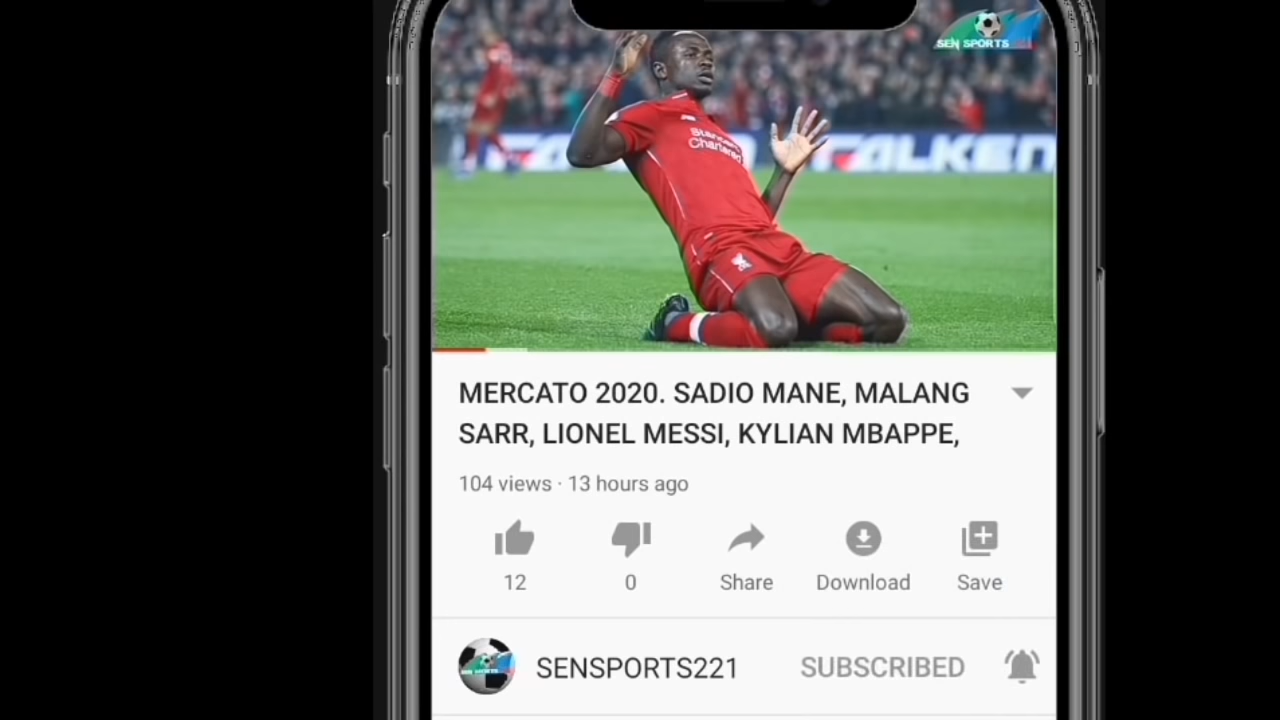 SEN SPORTS
Standard
Chartered
FALKEN
MERCATO 2020. SADIO MANE, MALANG
SARR, LIONEL MESSI, KYLIAN MBAPPE,
104 views · 13 hours ago
12
0
Share
Download
Save
SENSPORTS221
SUBSCRIBED